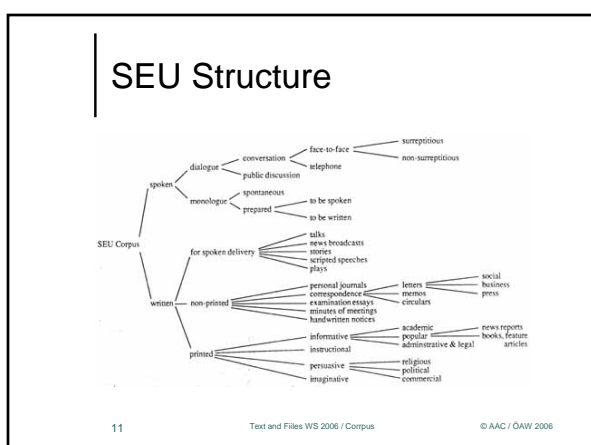 SEU Structure
SEU Corpus
spoken
dialogue
conversation
face-to-face
surreptitious
non-surreptitious
telephone
public discussion
monologue
spontaneous
prepared
to be spoken
to be written
written
for spoken delivery
talks
news broadcasts
stories
scripted speeches
plays
non-printed
personal journals
correspondence
letters
social
business
press
memos
circulars
examination essays
minutes of meetings
handwritten notices
printed
informative
academic
popular
news reports
books, feature
articles
adminstrative & legal
instructional
persuasive
religious
political
commercial
imaginative
11
Text and Fiiles WS 2006 / Corrpus
© AAC / ÖAW 2006